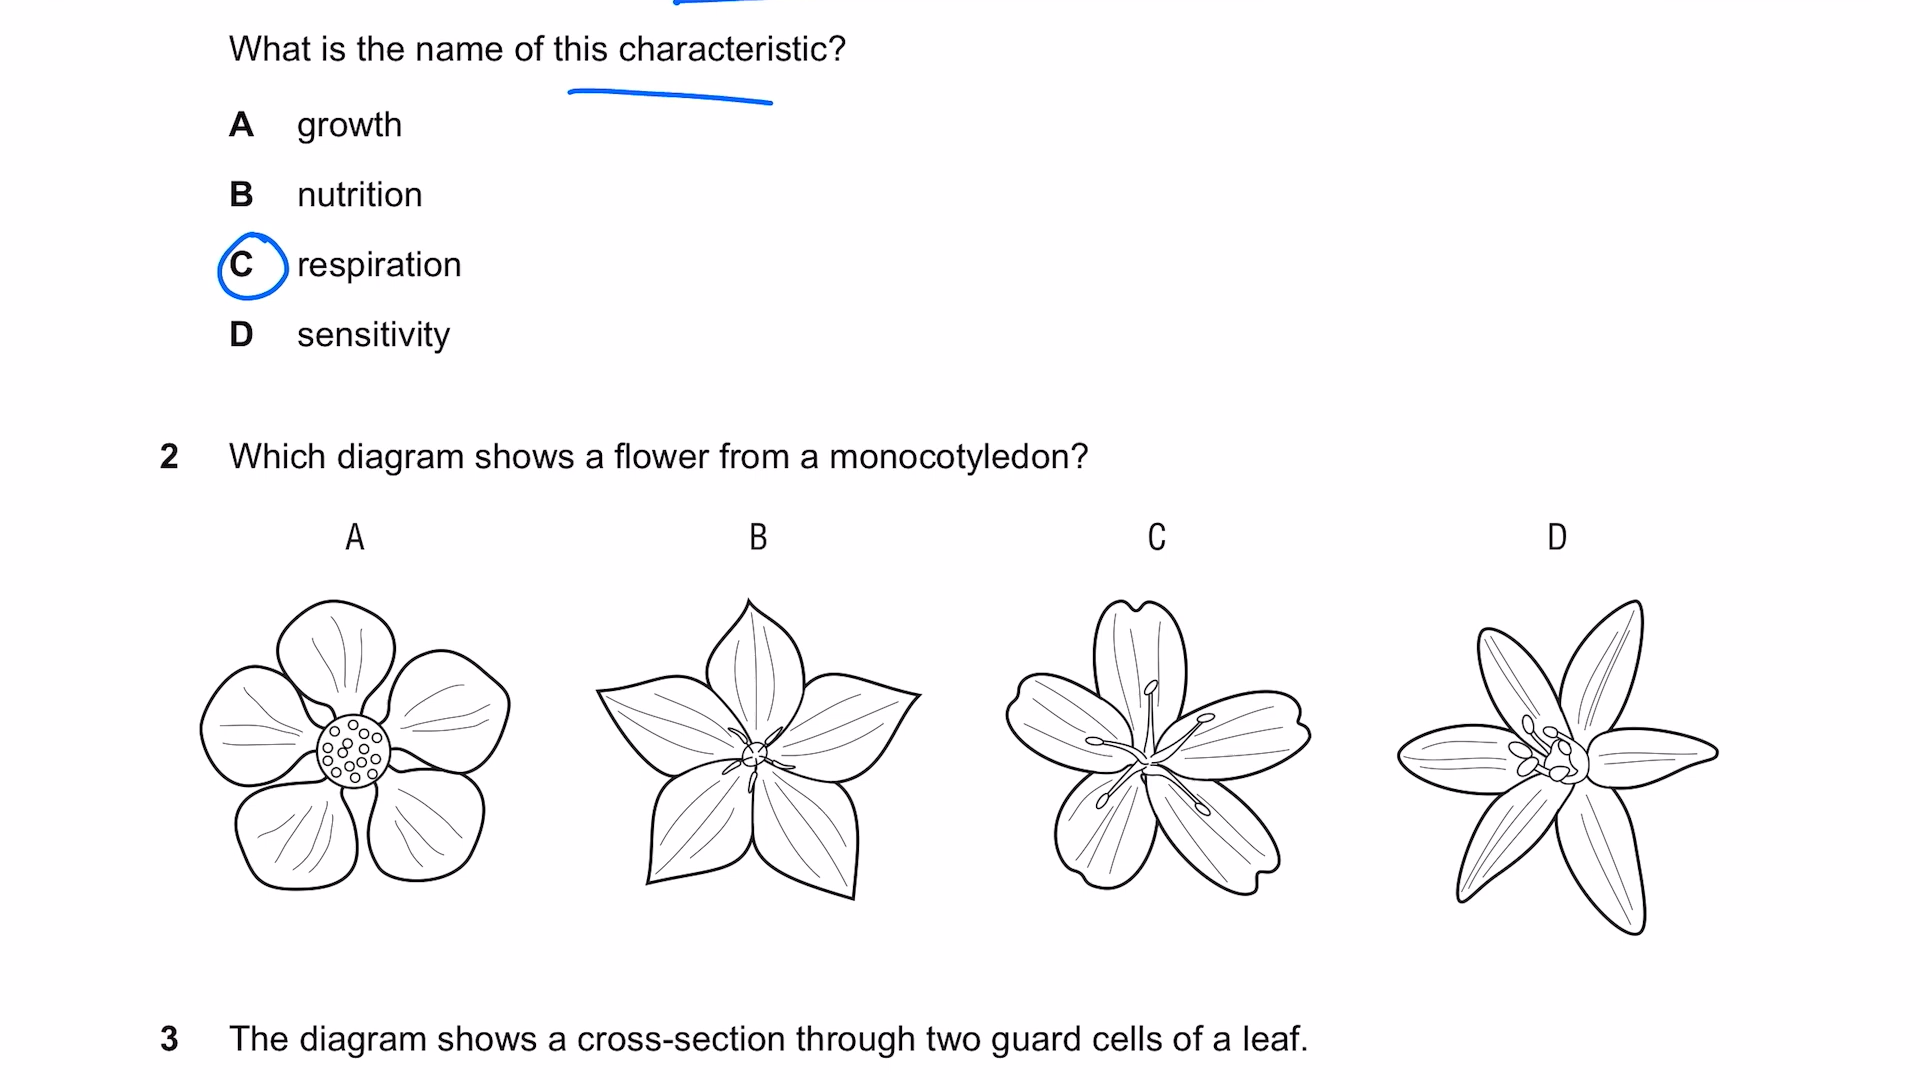 What is the name of this characteristic?
A growth
B nutrition
C respiration
D sensitivity
2 Which diagram shows a flower from a monocotyledon?
A B C D
3 The diagram shows a cross-section through two guard cells of a leaf.